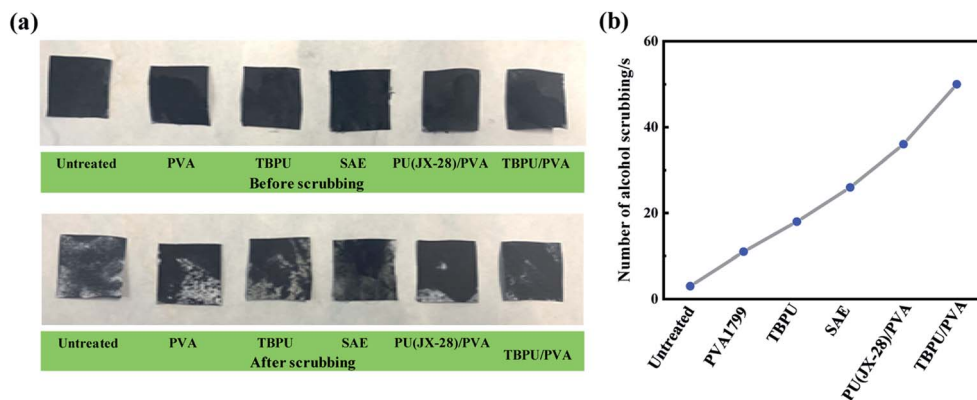 (a)
Untreated PVA TBPU SAE PU(JX-28)/PVA TBPU/PVA
Before scrubbing
Untreated PVA TBPU SAE PU(JX-28)/PVA TBPU/PVA
After scrubbing
(b)
Number of alcohol scrubbing/s
60
40
20
0
Untreated
PVA1799
TBPU
SAE
PU(JX-28)/PVA
TBPU/PVA